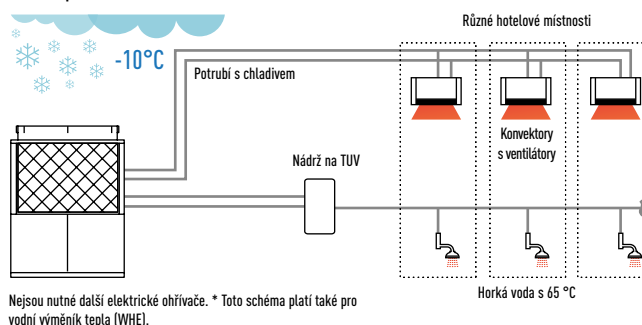 Různé hotelové místnosti
-10°C
Potrubí s chladivem
Konvektory
s ventilátory
Nádrž na TUV
Horká voda s 65 °C
Nejsou nutné další elektrické ohřívače. * Toto schéma platí také pro
vodní výměník tepla (WHE).